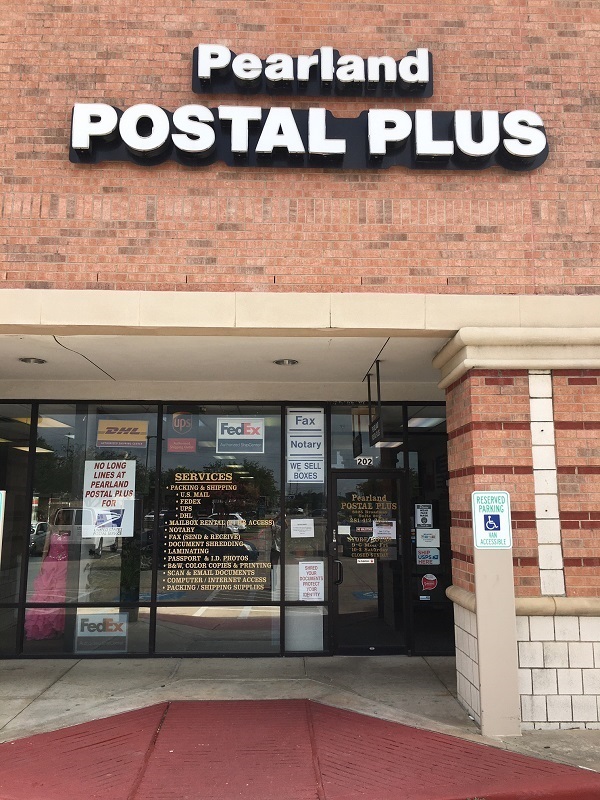 Pearland
POSTAL PLUS
DHL
ups
FedEx
Fax
Notary
WE SELL
BOXES
202
NO LONG
LINES AT
PEARLAND
POSTAL PLUS
FOR
SERVICES
• PACKING & SHIPPING
• U.S. MAIL
• FEDEX
• UPS
• DHL
• MAILBOX RENTAL
• NOTARY
• FAX (SEND & RECEIVE)
• DOCUMENT SHREDDING
• LAMINATING
• PASSPORT & I.D. PHOTOS
• B&W, COLOR COPIES & PRINTING
• SCAN & EMAIL DOCUMENTS
• COMPUTER / INTERNET ACCESS
• PACKING / SHIPPING SUPPLIES
Pearland
POSTAL PLUS
SHRED
YOUR
DOCUMENTS
PROTECT
YOUR
IDENTITY
SHIP
USPS
HERE
RESERVED
PARKING
VAN
ACCESSIBLE
FedEx